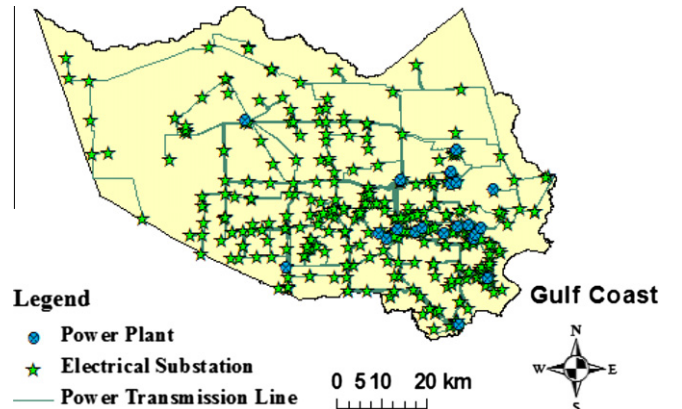 Gulf Coast
Legend
Power Plant
Electrical Substation
Power Transmission Line
0 5 10 20 km
N
W E
S